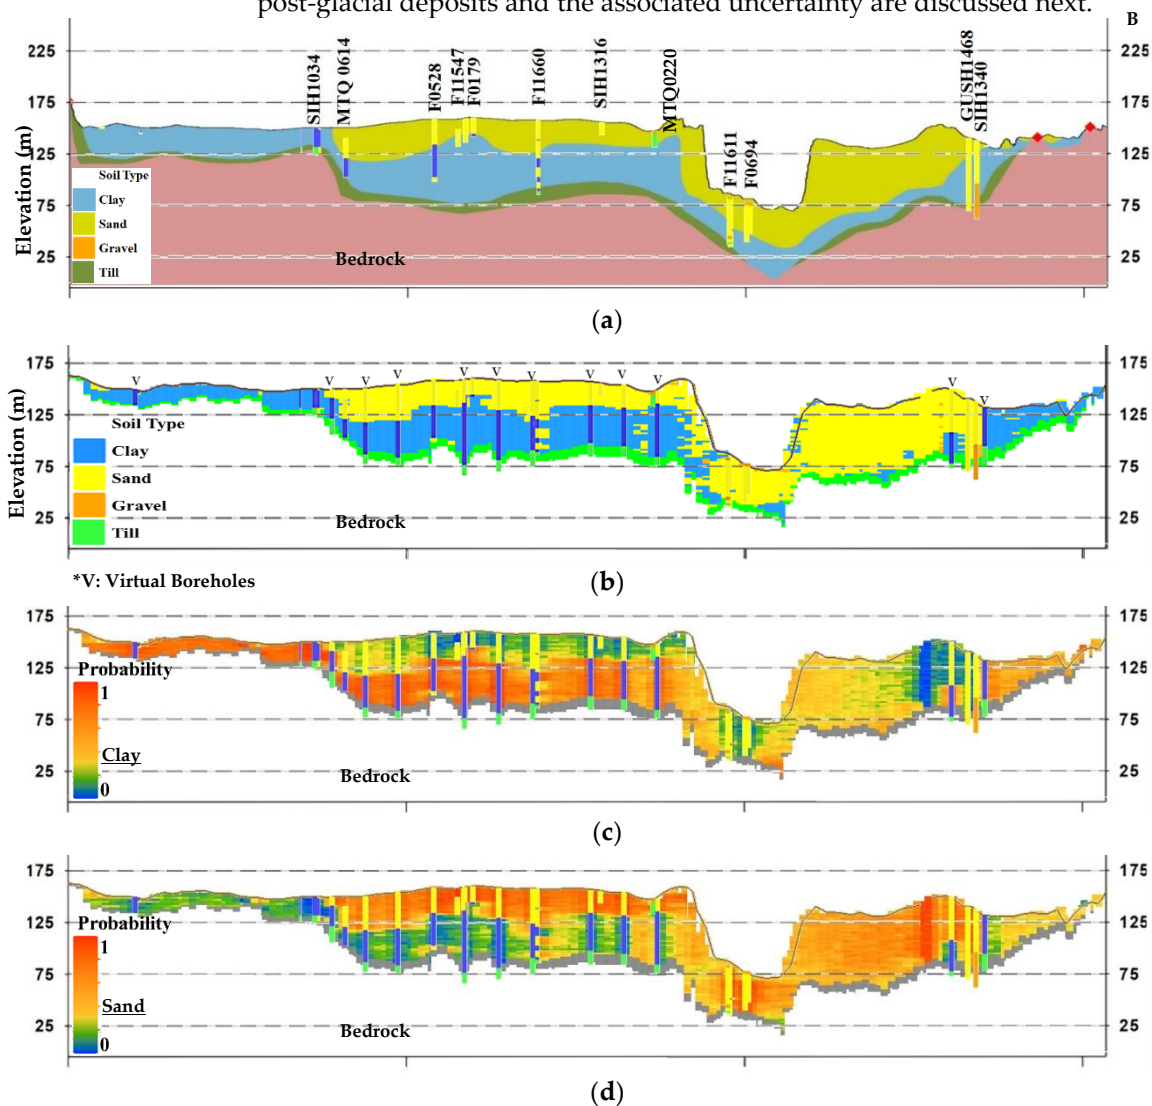 post-glacial deposits and the associated uncertainty are discussed next.
B
225
175
125
75
25
Elevation (m)
225
175
125
75
25
SIH1034
MTQ 0614
F0528
F11547
F0179
F11660
SIH1316
MTQ0220
F11611
F0694
GUSH1468
SIH1340
Soil Type
Clay
Sand
Gravel
Till
Bedrock
(a)
175
125
75
25
Elevation (m)
175
125
75
25
V V V V V V V V V V V V
Soil Type
Clay
Sand
Gravel
Till
Bedrock
*V: Virtual Boreholes
(b)
175
125
75
25
175
125
75
25
Probability
1
Clay
0
Bedrock
(c)
175
125
75
25
175
125
75
25
Probability
1
Sand
0
Bedrock
(d)